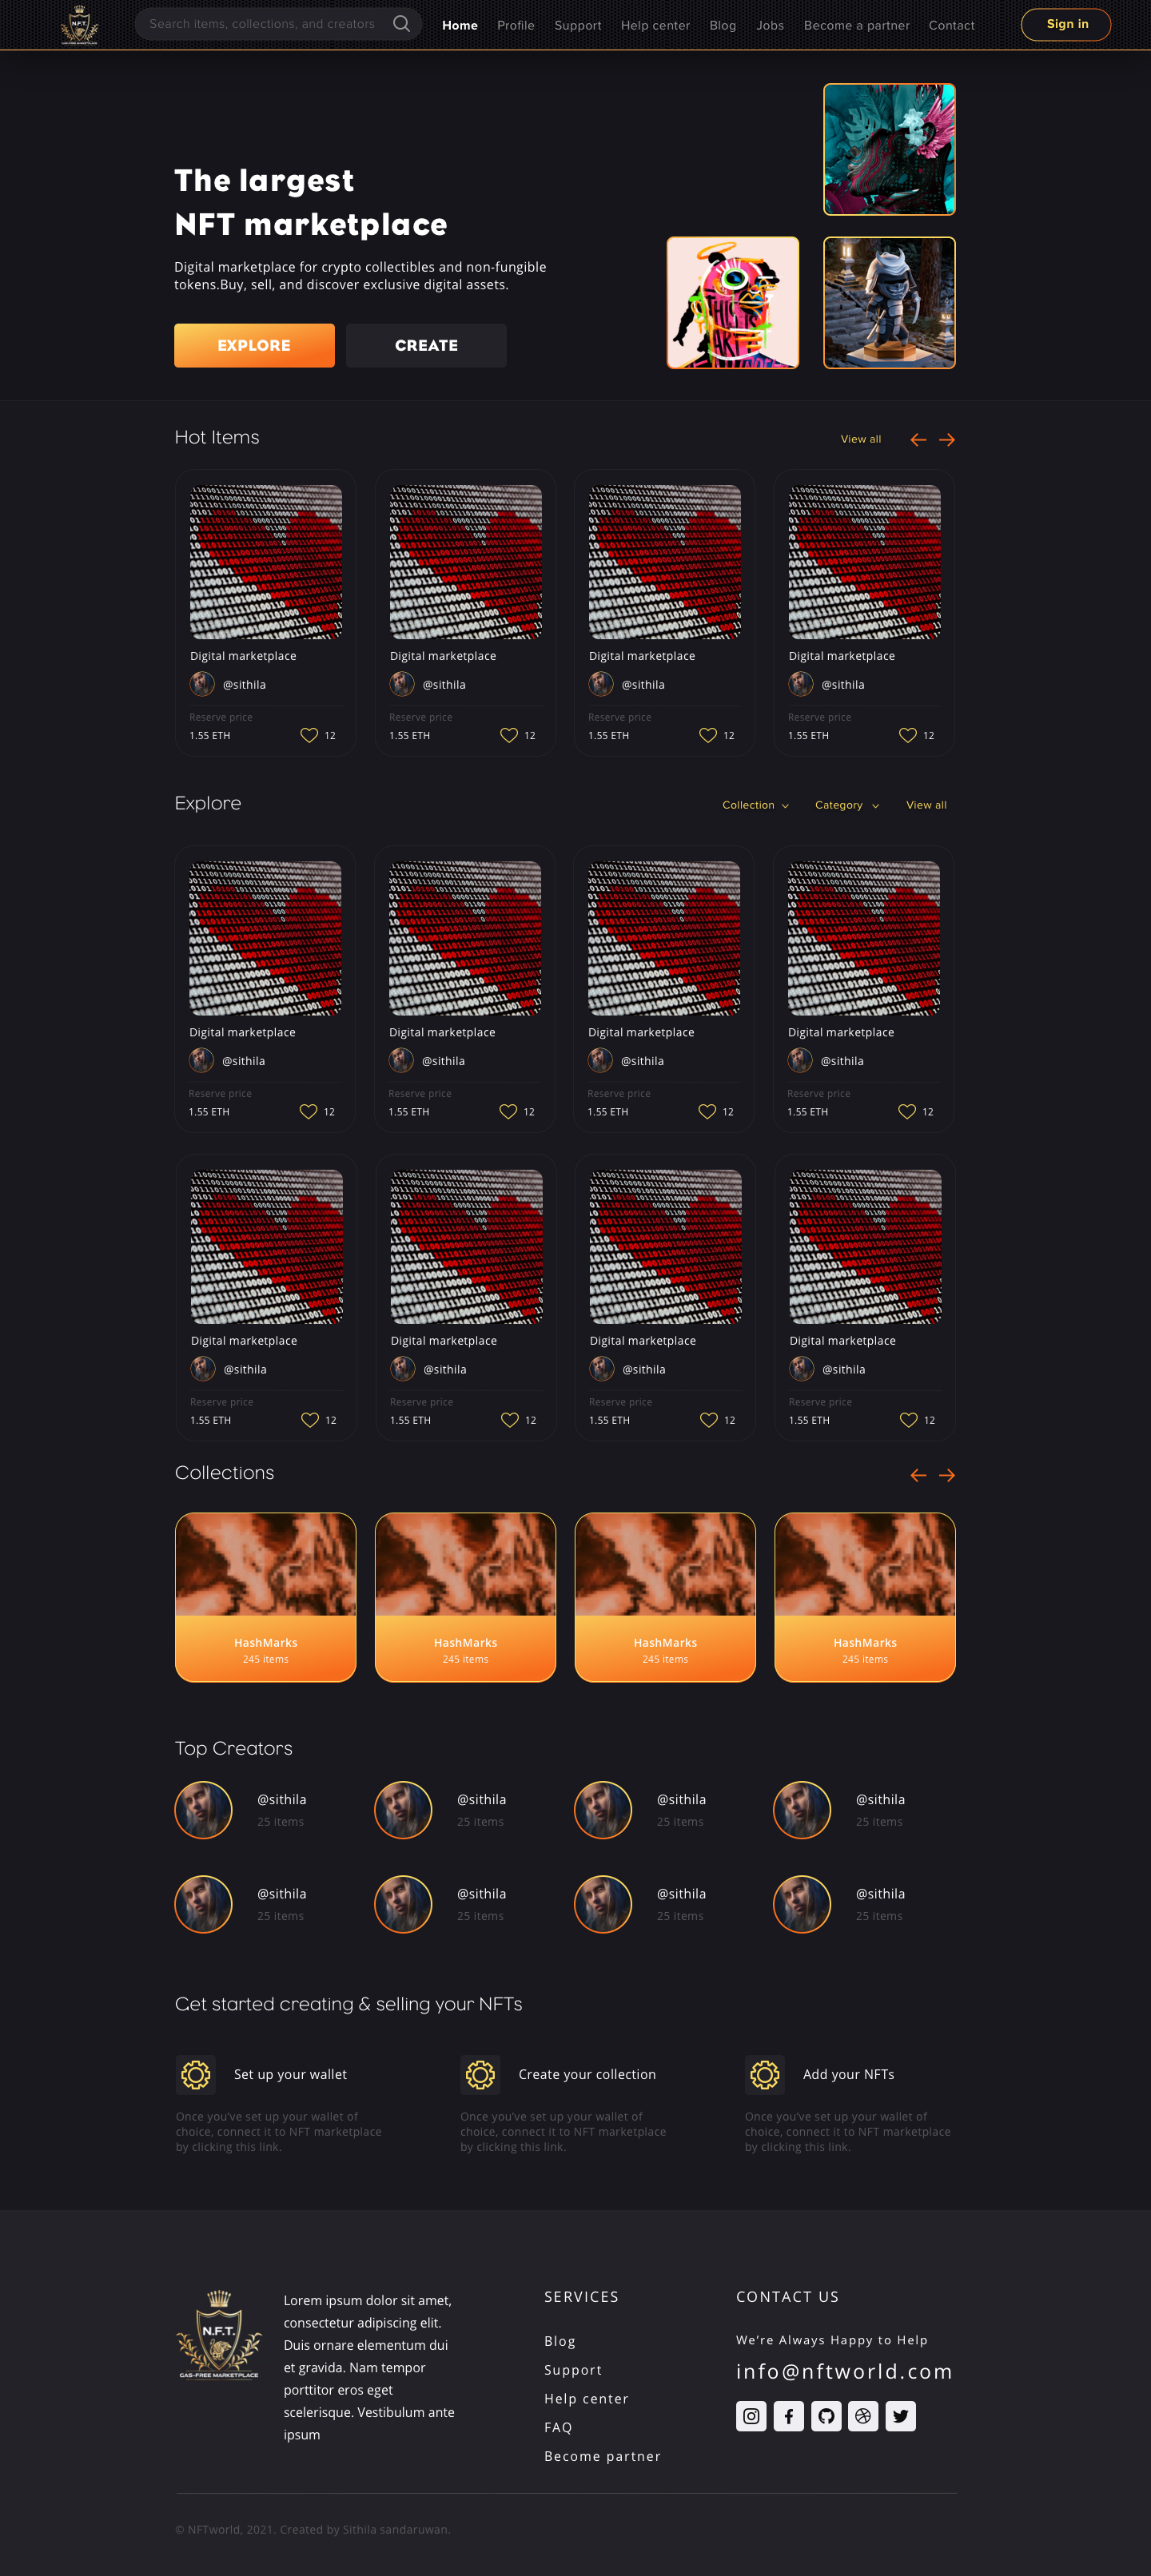 Search items, collections, and creators
Home Profile Support Help center Blog Jobs Become a partner Contact
Sign in
The largest
NFT marketplace
Digital marketplace for crypto collectibles and non-fungible
tokens.Buy, sell, and discover exclusive digital assets.
EXPLORE CREATE
THIS
IS
ART
Hot Items
View all
Digital marketplace Digital marketplace Digital marketplace Digital marketplace
@sithila @sithila @sithila @sithila
Reserve price Reserve price Reserve price Reserve price
1.55 ETH 12 1.55 ETH 12 1.55 ETH 12 1.55 ETH 12
Explore
Collection Category View all
Digital marketplace Digital marketplace Digital marketplace Digital marketplace
@sithila @sithila @sithila @sithila
Reserve price Reserve price Reserve price Reserve price
1.55 ETH 12 1.55 ETH 12 1.55 ETH 12 1.55 ETH 12
Digital marketplace Digital marketplace Digital marketplace Digital marketplace
@sithila @sithila @sithila @sithila
Reserve price Reserve price Reserve price Reserve price
1.55 ETH 12 1.55 ETH 12 1.55 ETH 12 1.55 ETH 12
Collections
HashMarks HashMarks HashMarks HashMarks
245 items 245 items 245 items 245 items
Top Creators
@sithila @sithila @sithila @sithila
25 items 25 items 25 items 25 items
@sithila @sithila @sithila @sithila
25 items 25 items 25 items 25 items
Get started creating & selling your NFTs
Set up your wallet
Once you've set up your wallet of
choice, connect it to NFT marketplace
by clicking this link.
Create your collection
Once you've set up your wallet of
choice, connect it to NFT marketplace
by clicking this link.
Add your NFTs
Once you've set up your wallet of
choice, connect it to NFT marketplace
by clicking this link.
N.F.T.
GAS-FREE MARKETPLACE
Lorem ipsum dolor sit amet,
consectetur adipiscing elit.
Duis ornare elementum dui
et gravida. Nam tempor
porttitor eros eget
scelerisque. Vestibulum ante
ipsum
SERVICES
Blog
Support
Help center
FAQ
Become partner
CONTACT US
We're Always Happy to Help
info@nftworld.com
© NFTworld, 2021. Created by Sithila sandaruwan.